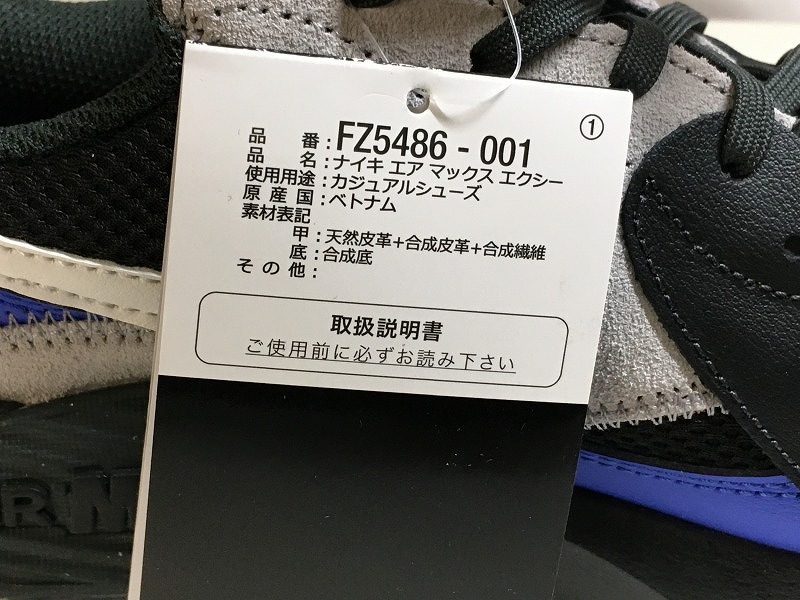 ①
品番：FZ5486 - 001
品名：ナイキ エア マックス エクシー
使用用途：カジュアルシューズ
原産国：ベトナム
素材表記
甲：天然皮革＋合成皮革＋合成繊維
底：合成底
その他：
取扱説明書
ご使用前に必ずお読み下さい